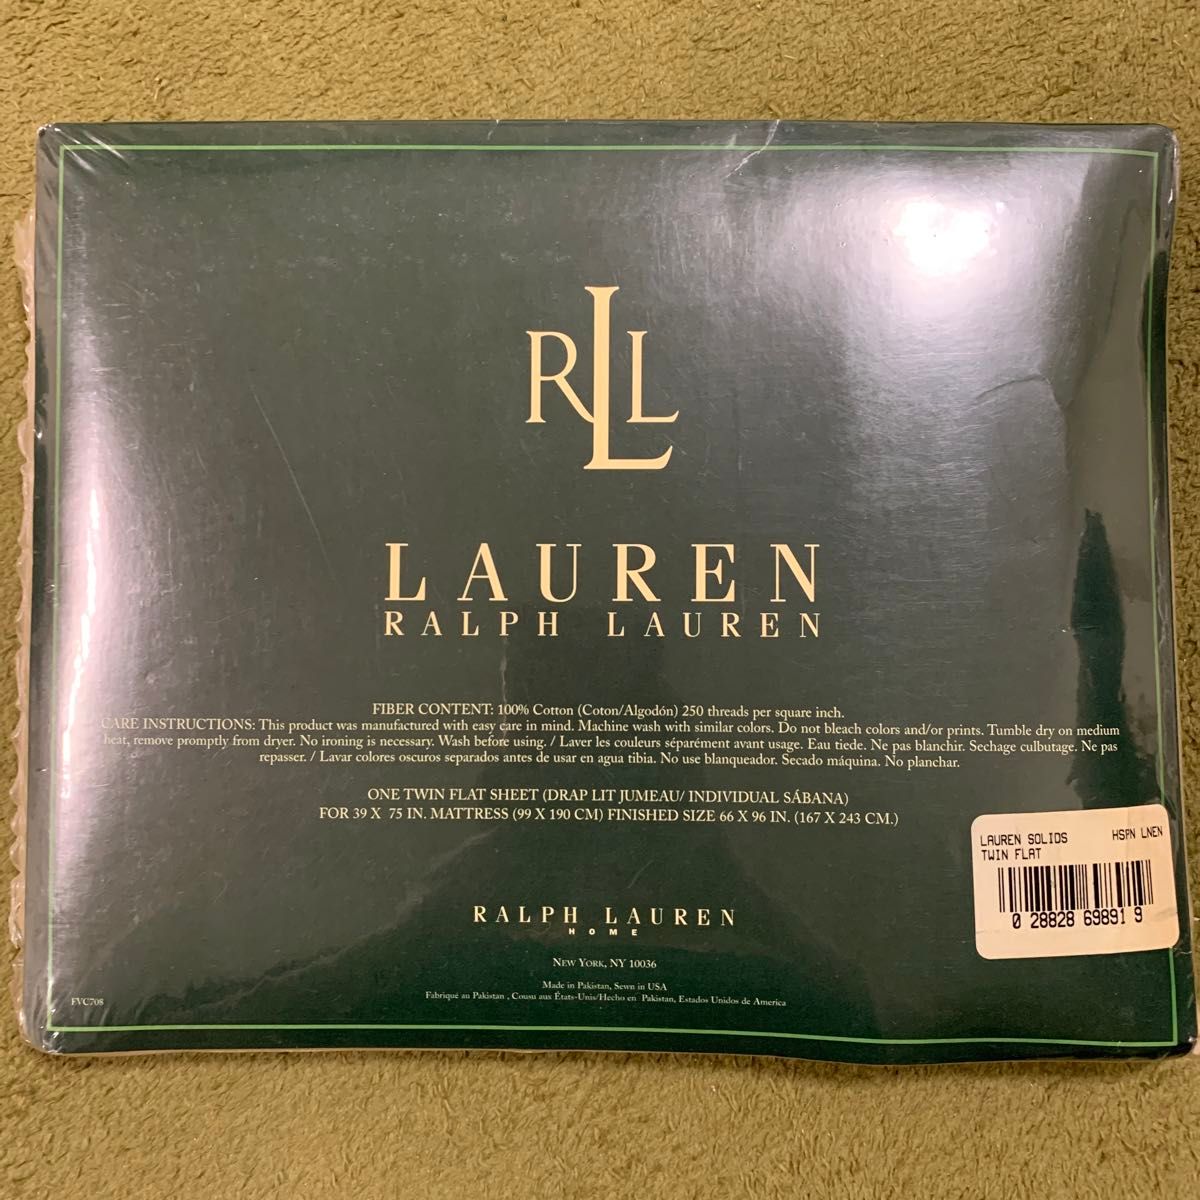 RLL
LAUREN
RALPH LAUREN
FIBER CONTENT: 100% Cotton (Coton/Algodón) 250 threads per square inch.
CARE INSTRUCTIONS: This product was manufactured with easy care in mind. Machine wash with similar colors. Do not bleach colors and/or prints. Tumble dry on medium
heat, remove promptly from dryer. No ironing is necessary. Wash before using. / Laver les couleurs séparément avant usage. Eau tiede. Ne pas blanchir. Sechage culbutage. Ne pas
repasser. / Lavar colores oscuros separados antes de usar en agua tibia. No use blanqueador. Secado máquina. No planchar.
ONE TWIN FLAT SHEET (DRAP LIT JUMEAU/ INDIVIDUAL SÁBANA)
FOR 39 X 75 IN. MATTRESS (99 X 190 CM) FINISHED SIZE 66 X 96 IN. (167 X 243 CM.)
LAUREN SOLIDS HSPN LNEN
TWIN FLAT
0 28828 69891 9
RALPH LAUREN
HOME
NEW YORK, NY 10036
Made in Pakistan, Sewn in USA
Fabriqué au Pakistan , Cousu aux États-Unis/Hecho en Pakistan, Estados Unidos de America
FVC708